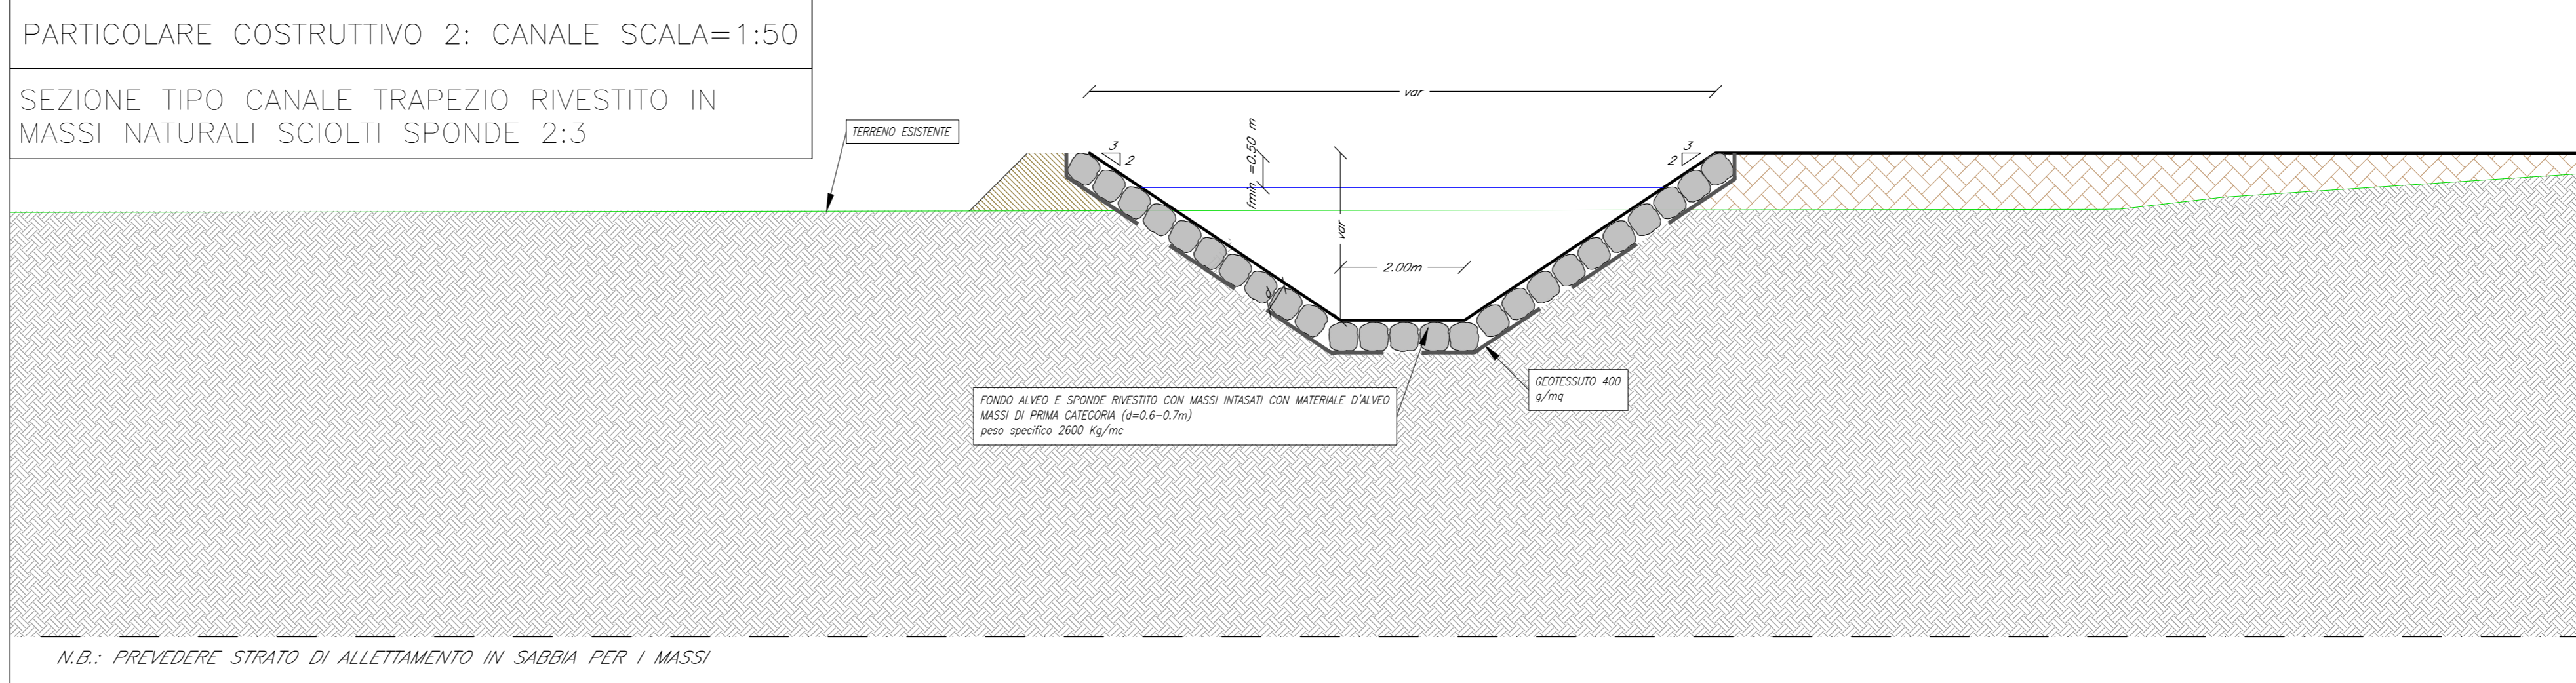 PARTICOLARE COSTRUTTIVO 2: CANALE SCALA=1:50
SEZIONE TIPO CANALE TRAPEZIO RIVESTITO IN
MASSI NATURALI SCIOLTI SPONDE 2:3
TERRENO ESISTENTE
var
3
2
fmin =0.50 m
3
2
var
2.00m
d
FONDO ALVEO E SPONDE RIVESTITO CON MASSI INTASATI CON MATERIALE D'ALVEO
MASSI DI PRIMA CATEGORIA (d=0.6-0.7m)
peso specifico 2600 Kg/mc
GEOTESSUTO 400
g/mq
N.B.: PREVEDERE STRATO DI ALLETTAMENTO IN SABBIA PER I MASSI